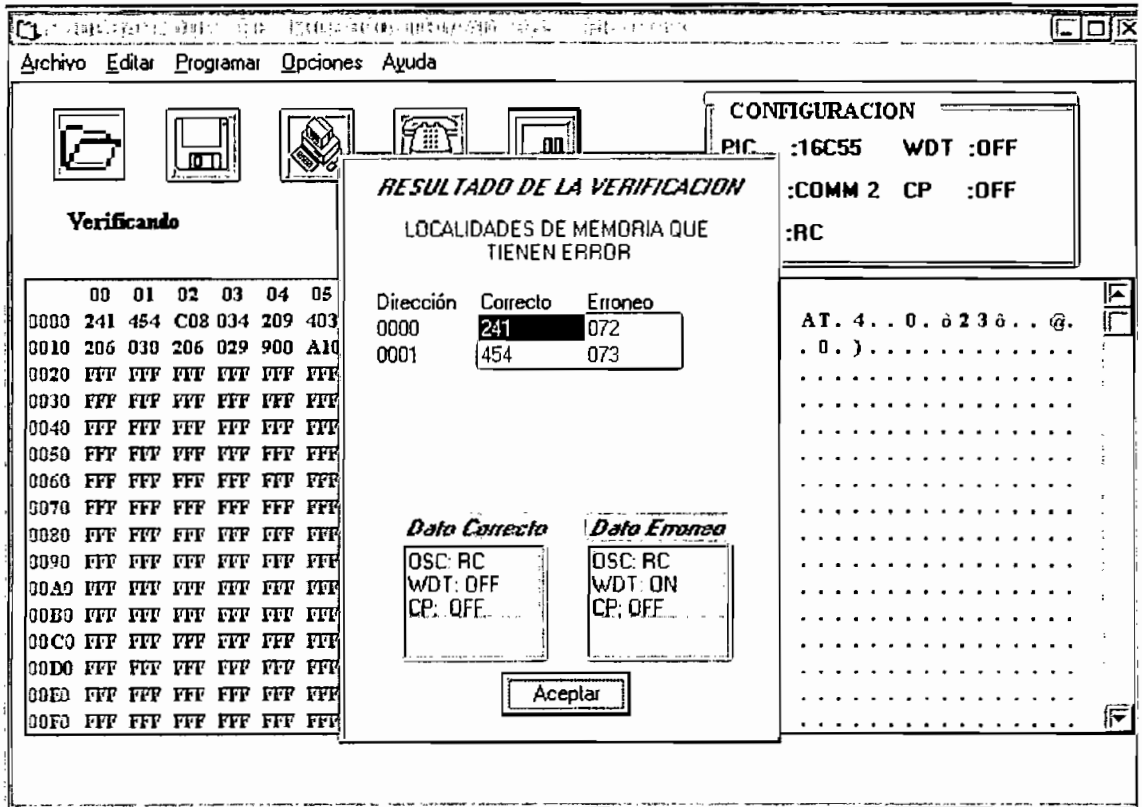 Archivo Editar Programar Opciones Ayuda
CONFIGURACION
PIC :16C55 WDT :OFF
:COMM 2 CP :OFF
:RC
Verificando
RESULTADO DE LA VERIFICACION
LOCALIDADES DE MEMORIA QUE
TIENEN ERROR
Dirección Correcto Erroneo
0000 241 072
0001 454 073
Dato Correcto Dato Erroneo
OSC: RC OSC: RC
WDT: OFF WDT: ON
CP: OFF CP: OFF
Aceptar
00 01 02 03 04 05
0000 241 454 C08 034 209 403
0010 206 030 206 029 900 A10
0020 FFF FFF FFF FFF FFF FFF
0030 FFF FFF FFF FFF FFF FFF
0040 FFF FFF FFF FFF FFF FFF
0050 FFF FFF FFF FFF FFF FFF
0060 FFF FFF FFF FFF FFF FFF
0070 FFF FFF FFF FFF FFF FFF
0080 FFF FFF FFF FFF FFF FFF
0090 FFF FFF FFF FFF FFF FFF
00A0 FFF FFF FFF FFF FFF FFF
00B0 FFF FFF FFF FFF FFF FFF
00C0 FFF FFF FFF FFF FFF FFF
00D0 FFF FFF FFF FFF FFF FFF
00E0 FFF FFF FFF FFF FFF FFF
00F0 FFF FFF FFF FFF FFF FFF
A T . 4 . . 0 . ò 2 3 ô . . @ .
. 0 . ) . . . . . . . . . . . .
. . . . . . . . . . . . . . . .
. . . . . . . . . . . . . . . .
. . . . . . . . . . . . . . . .
. . . . . . . . . . . . . . . .
. . . . . . . . . . . . . . . .
. . . . . . . . . . . . . . . .
. . . . . . . . . . . . . . . .
. . . . . . . . . . . . . . . .
. . . . . . . . . . . . . . . .
. . . . . . . . . . . . . . . .
. . . . . . . . . . . . . . . .
. . . . . . . . . . . . . . . .
. . . . . . . . . . . . . . . .
. . . . . . . . . . . . . . . .